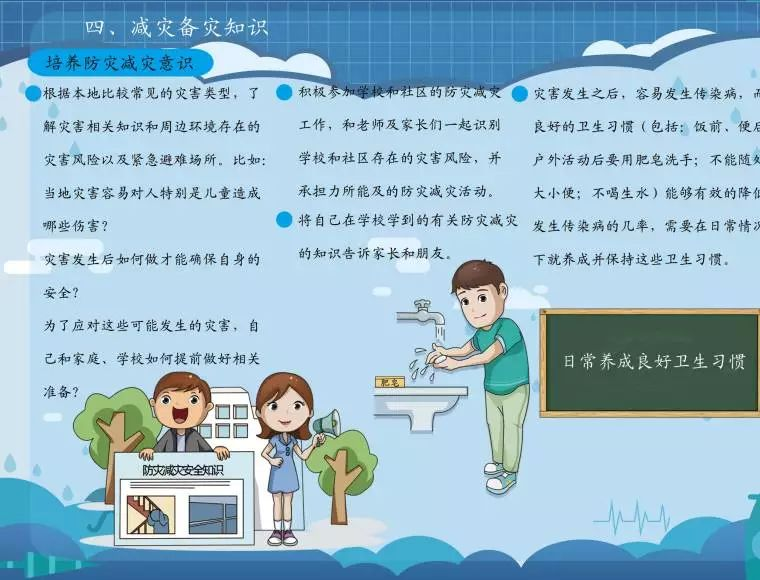 四、减灾备灾知识
培养防灾减灾意识
根据本地比较常见的灾害类型，了
解灾害相关知识和周边环境存在的
灾害风险以及紧急避难场所。比如：
当地灾害容易对人特别是儿童造成
哪些伤害？
灾害发生后如何做才能确保自身的
安全？
为了应对这些可能发生的灾害，自
己和家庭、学校如何提前做好相关
准备？
积极参加学校和社区的防灾减灾
工作，和老师及家长们一起识别
学校和社区存在的灾害风险，并
承担力所能及的防灾减灾活动。
将自己在学校学到的有关防灾减灾
的知识告诉家长和朋友。
灾害发生之后，容易发生传染病，而
良好的卫生习惯（包括：饭前、便后
户外活动后要用肥皂洗手；不能随处
大小便；不喝生水）能够有效的降低
发生传染病的几率，需要在日常情况
下就养成并保持这些卫生习惯。
肥皂
日常养成良好卫生习惯
防灾减灾安全知识